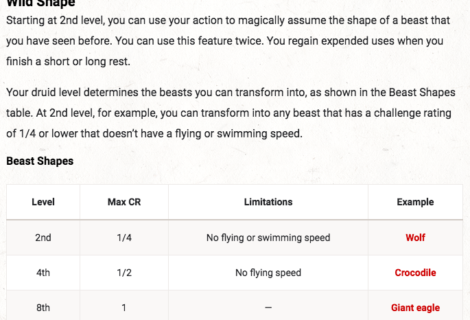 Wild Shape
Starting at 2nd level, you can use your action to magically assume the shape of a beast that
you have seen before. You can use this feature twice. You regain expended uses when you
finish a short or long rest.
Your druid level determines the beasts you can transform into, as shown in the Beast Shapes
table. At 2nd level, for example, you can transform into any beast that has a challenge rating
of 1/4 or lower that doesn't have a flying or swimming speed.
Beast Shapes
Level Max CR Limitations Example
2nd 1/4 No flying or swimming speed Wolf
4th 1/2 No flying speed Crocodile
8th 1 — Giant eagle